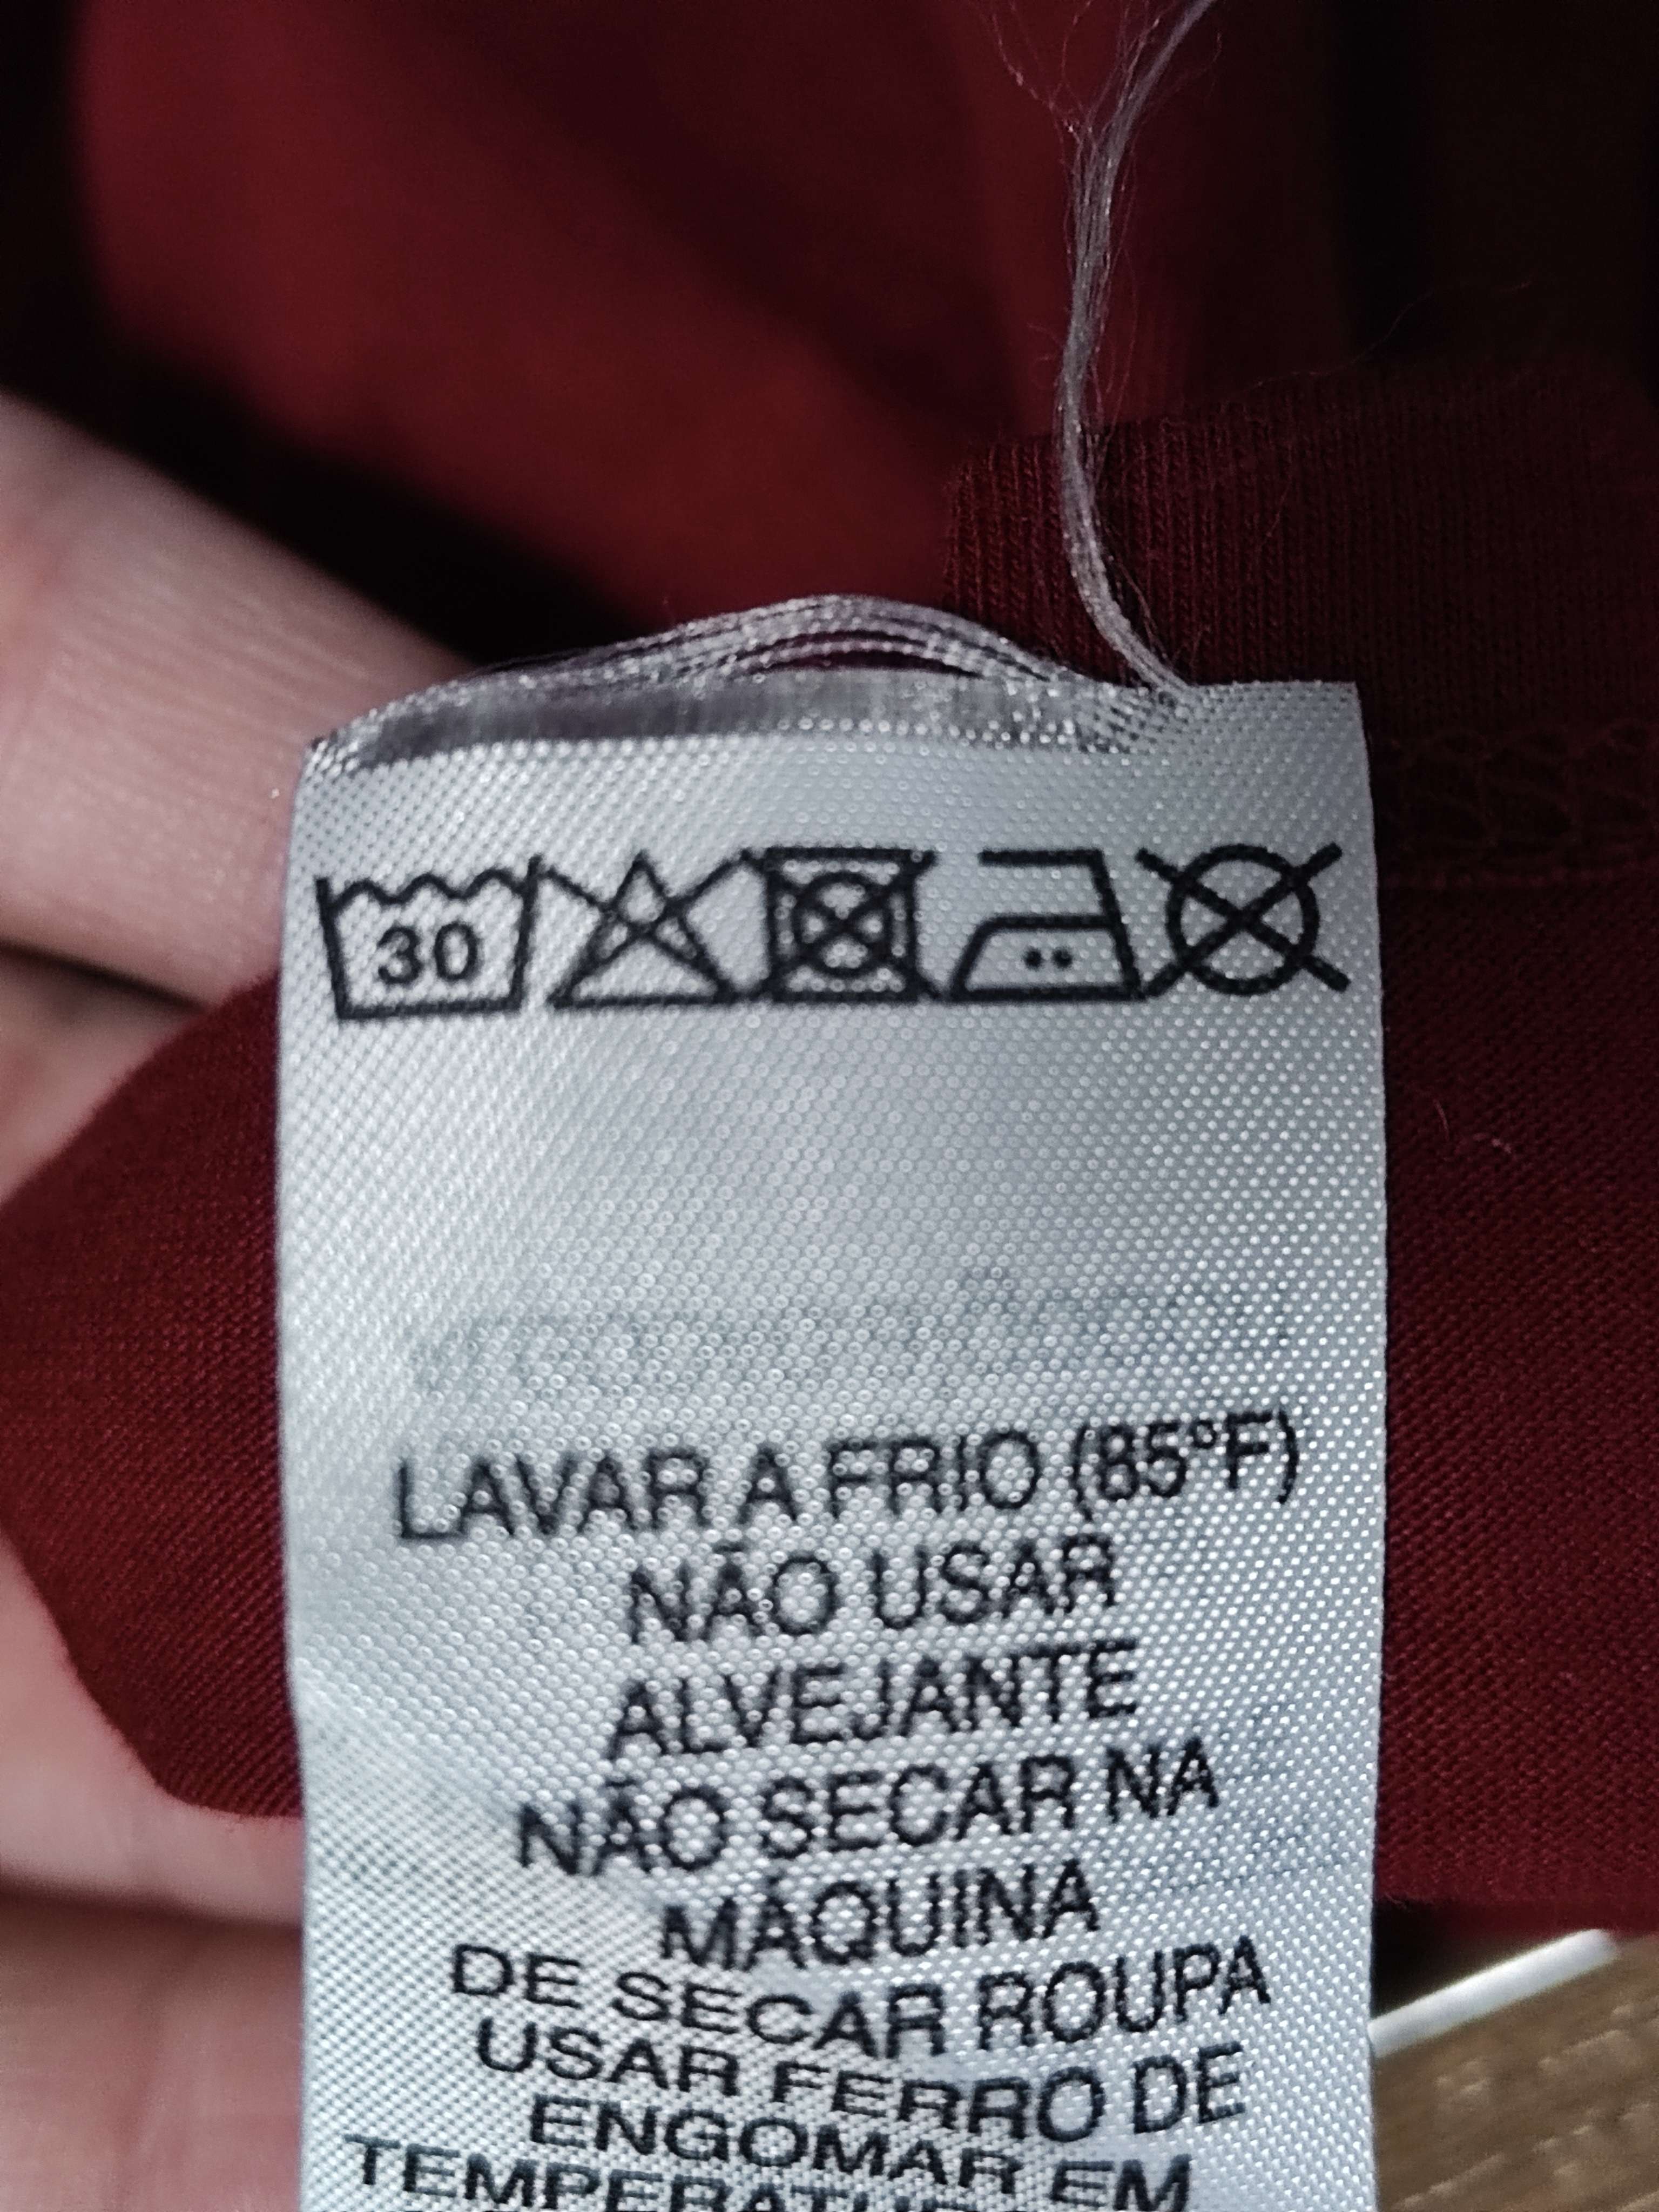 30
LAVAR A FRIO (85°F)
NÃO USAR
ALVEJANTE
NÃO SECAR NA
MÁQUINA
DE SECAR ROUPA
USAR FERRO DE
ENGOMAR EM